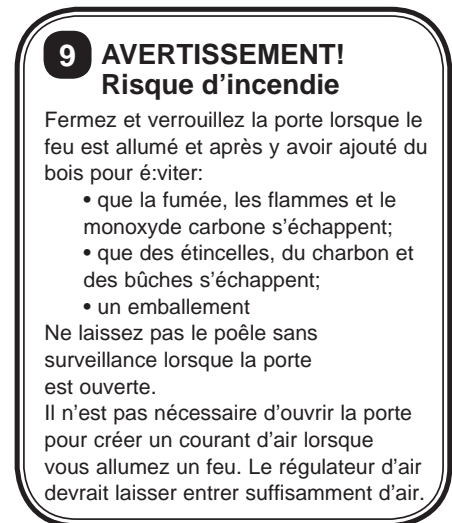 9 AVERTISSEMENT!
Risque d’incendie
Fermez et verrouillez la porte lorsque le
feu est allumé et après y avoir ajouté du
bois pour é:viter:
• que la fumée, les flammes et le
monoxyde carbone s’échappent;
• que des étincelles, du charbon et
des bûches s’échappent;
• un emballement
Ne laissez pas le poêle sans
surveillance lorsque la porte
est ouverte.
Il n’est pas nécessaire d’ouvrir la porte
pour créer un courant d’air lorsque
vous allumez un feu. Le régulateur d’air
devrait laisser entrer suffisamment d’air.